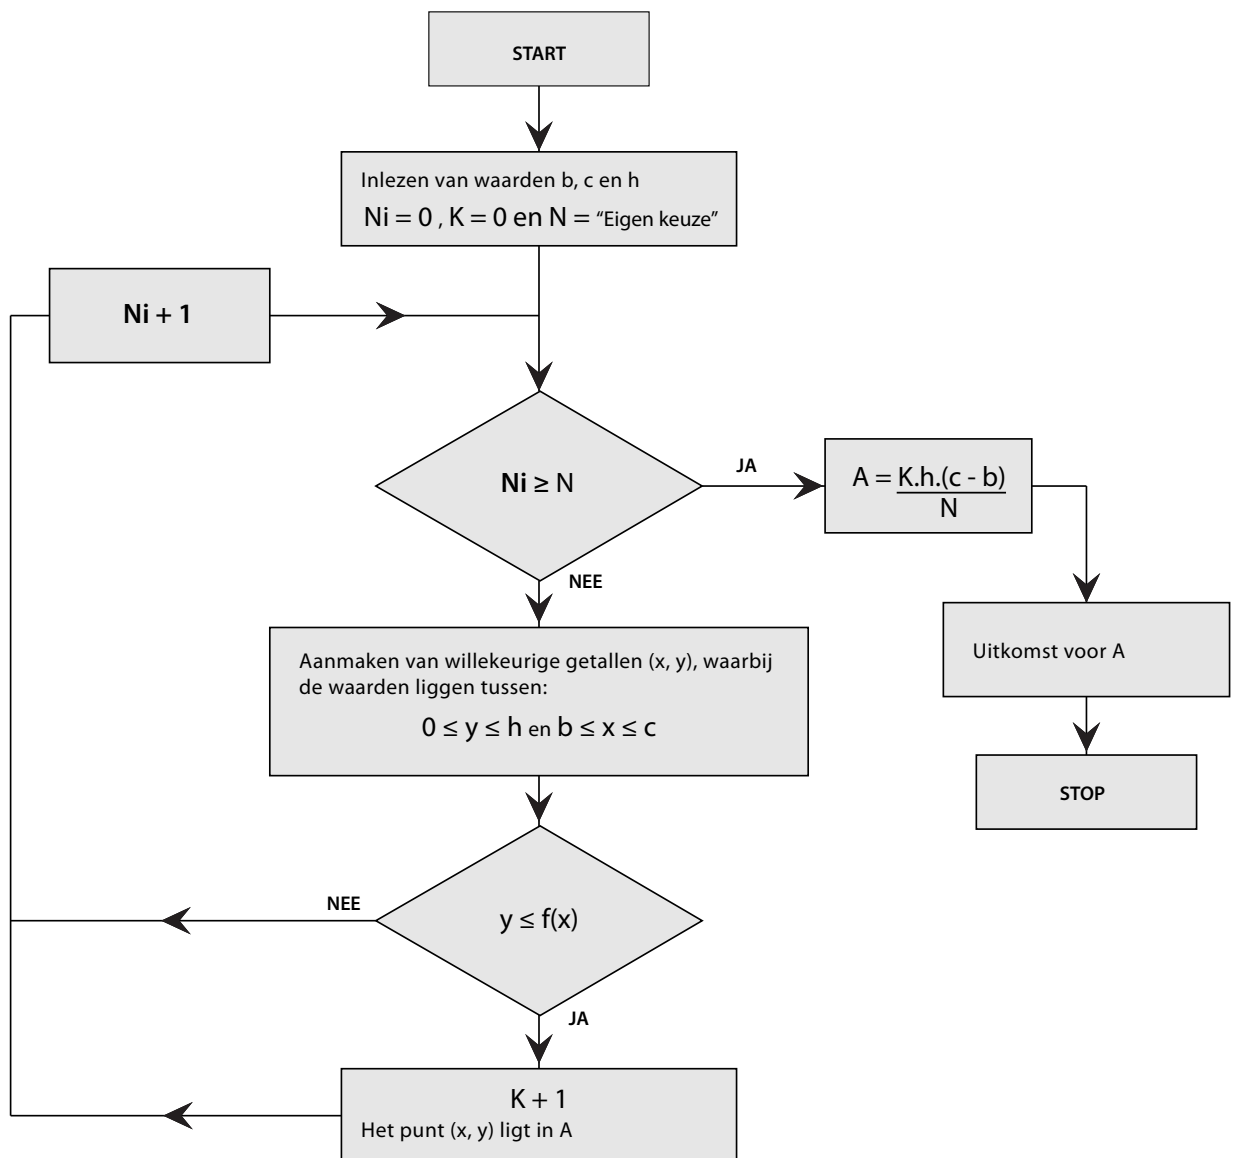 START
Inlezen van waarden b, c en h
Ni = 0 , K = 0 en N = “Eigen keuze”
Ni + 1
Ni ≥ N
JA
A = K.h.(c - b)
N
NEE
Uitkomst voor A
Aanmaken van willekeurige getallen (x, y), waarbij
de waarden liggen tussen:
0 ≤ y ≤ h en b ≤ x ≤ c
STOP
NEE
y ≤ f(x)
JA
K + 1
Het punt (x, y) ligt in A